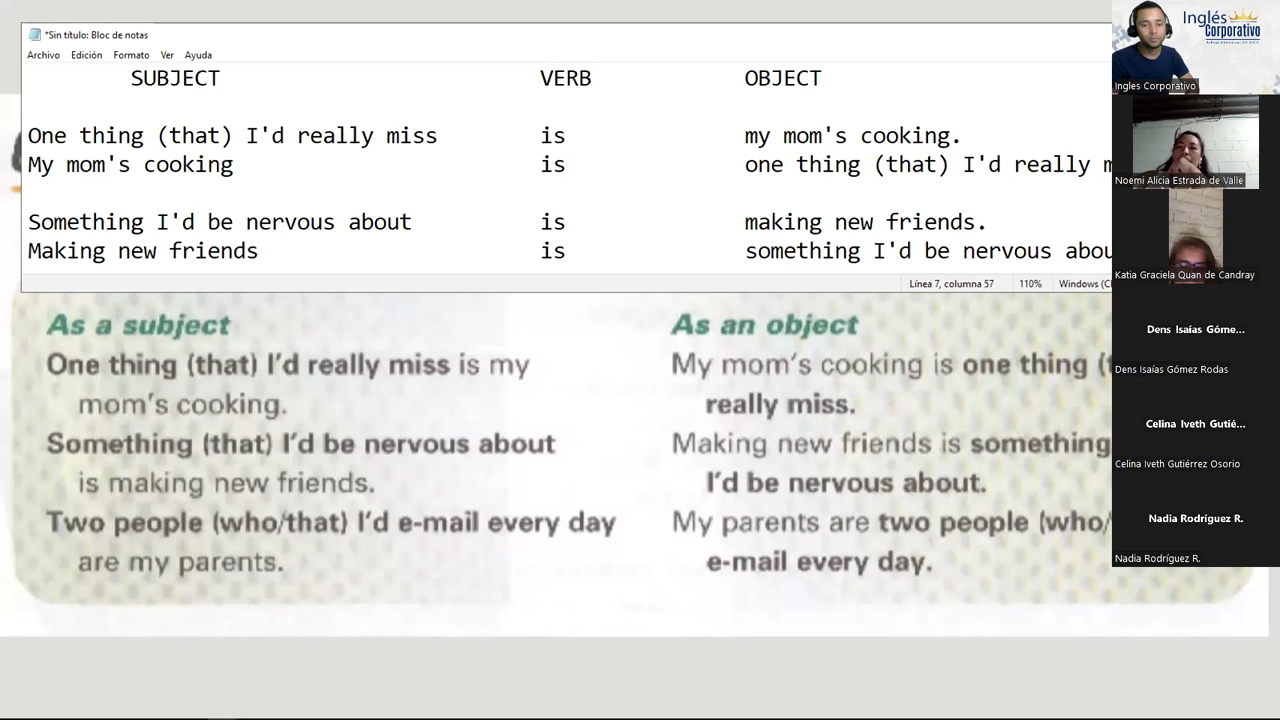 *Sin título: Bloc de notas
Archivo Edición Formato Ver Ayuda
SUBJECT VERB OBJECT
One thing (that) I'd really miss is my mom's cooking.
My mom's cooking is one thing (that) I'd really
Something I'd be nervous about is making new friends.
Making new friends is something I'd be nervous
Línea 7, columna 57 110% Windows
As a subject
One thing (that) I'd really miss is my
mom's cooking.
Something (that) I'd be nervous about
is making new friends.
Two people (who/that) I'd e-mail every day
are my parents.
As an object
My mom's cooking is one thing
really miss.
Making new friends is something
I'd be nervous about.
My parents are two people (who/
e-mail every day.
Inglés
Corporativo
Ingles Corporativo
Noemi Alicia Estrada de Valle
Katia Graciela Quan de Candray
Dens Isaías Góme...
Dens Isaías Gómez Rodas
Celina Iveth Gutié...
Celina Iveth Gutiérrez Osorio
Nadia Rodríguez R.
Nadia Rodríguez R.